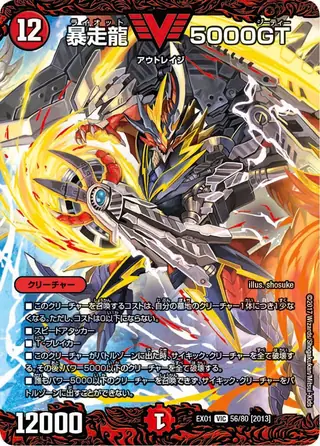 12
ライオット
ジーティー
暴走龍 5000GT
アウトレイジ
クリーチャー
illus. shosuke
■このクリーチャーを召喚するコストは、自分の墓地のクリーチャー1体につき1少な
くなる。ただし、コストは0以下にならない。
■スピードアタッカー
■T・ブレイカー
■このクリーチャーがバトルゾーンに出た時、サイキック・クリーチャーを全て破壊す
る。その後、パワー5000以下のクリーチャーを全て破壊する。
■誰もパワー5000以下のクリーチャーを召喚できず、サイキック・クリーチャーをバ
トルゾーンに出すことができない。
12000
1
EX01 VIC 56/80 [2013]